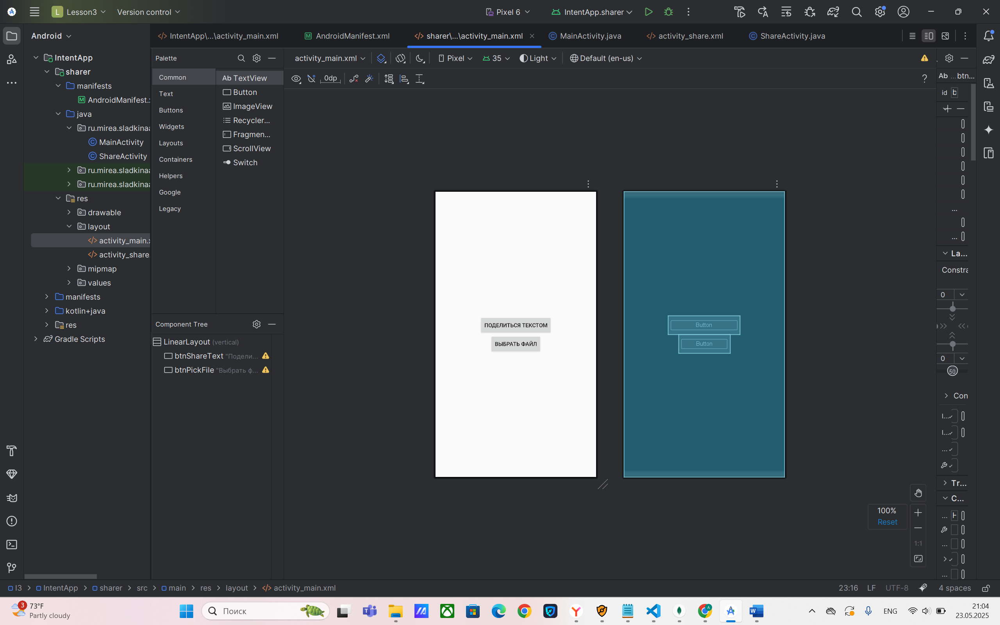 L Lesson3 Version control Pixel 6 IntentApp.sharer
Android
IntentApp
sharer
manifests
AndroidManifest.
java
ru.mirea.sladkina
MainActivity
ShareActivity
ru.mirea.sladkina
ru.mirea.sladkina
res
drawable
layout
activity_main.
activity_share
mipmap
values
manifests
kotlin+java
res
Gradle Scripts
IntentApp\...\activity_main.xml AndroidManifest.xml sharer\...\activity_main.xml MainActivity.java activity_share.xml ShareActivity.java
Palette
Common
Text
Buttons
Widgets
Layouts
Containers
Helpers
Google
Legacy
Ab TextView
Button
ImageView
Recycler...
Fragmen...
ScrollView
Switch
Component Tree
LinearLayout (vertical)
btnShareText "Подели...
btnPickFile "Выбрать ф...
activity_main.xml Pixel 35 Light Default (en-us)
0dp
ПОДЕЛИТЬСЯ ТЕКСТОМ
ВЫБРАТЬ ФАЙЛ
Button
Button
100%
Reset
1:1
Ab ...btn...
id b
...
...
La...
Constra
0
0
50
Con
I...
I...
...
Tr...
C...
...
...
...
l3 IntentApp sharer src main res layout activity_main.xml
23:16 LF UTF-8 4 spaces
3
73°F
Partly cloudy
Поиск
ENG
21:04
23.05.2025